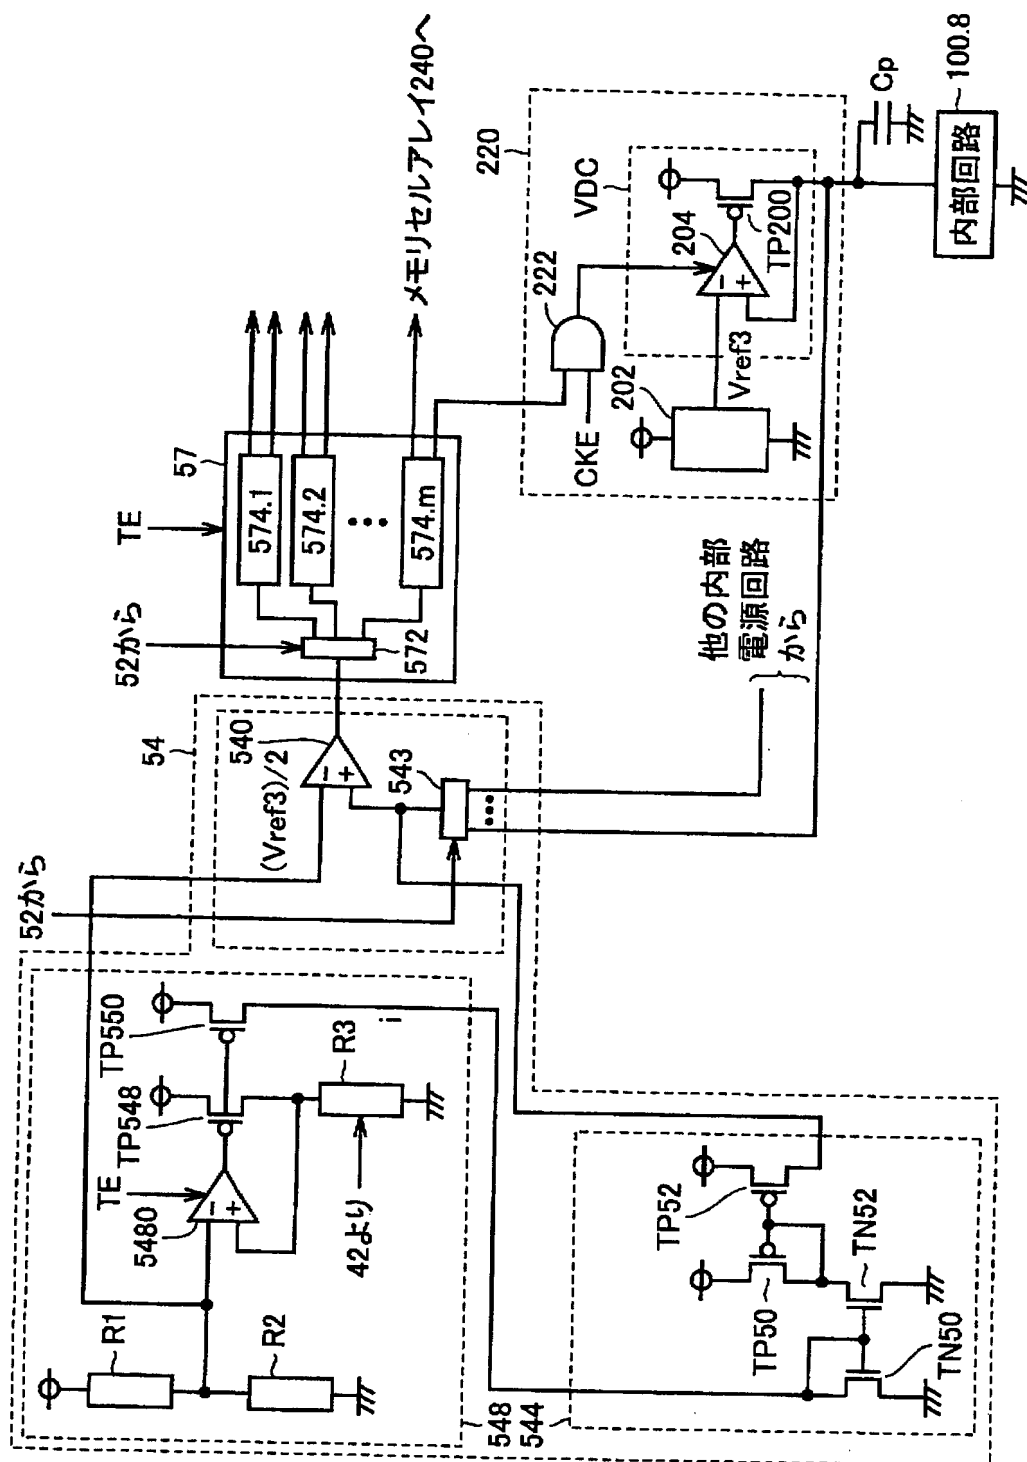 メモリセルアレイ240へ
TE
57
574.1
574.2
574.m
52から
572
220
VDC
222
204
TP200
Cp
100.8
内部回路
CKE
202
Vref3
54
540
(Vref3)/2
543
他の内部
電源回路
から
52から
TP550
TP548
TE
5480
i
R3
42より
R1
R2
548
544
TP52
TP50
TN52
TN50
−
+
−
+
−
+